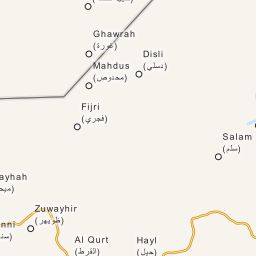 Ghawrah
(غورة)
Disli
(دسلي)
Mahdus
(محدوص)
Fijri
(فجري)
Salam
(سلم)
Zuwayhir
(ظويهر)
Al Qurt
(القرط)
Hayl
(حيل)